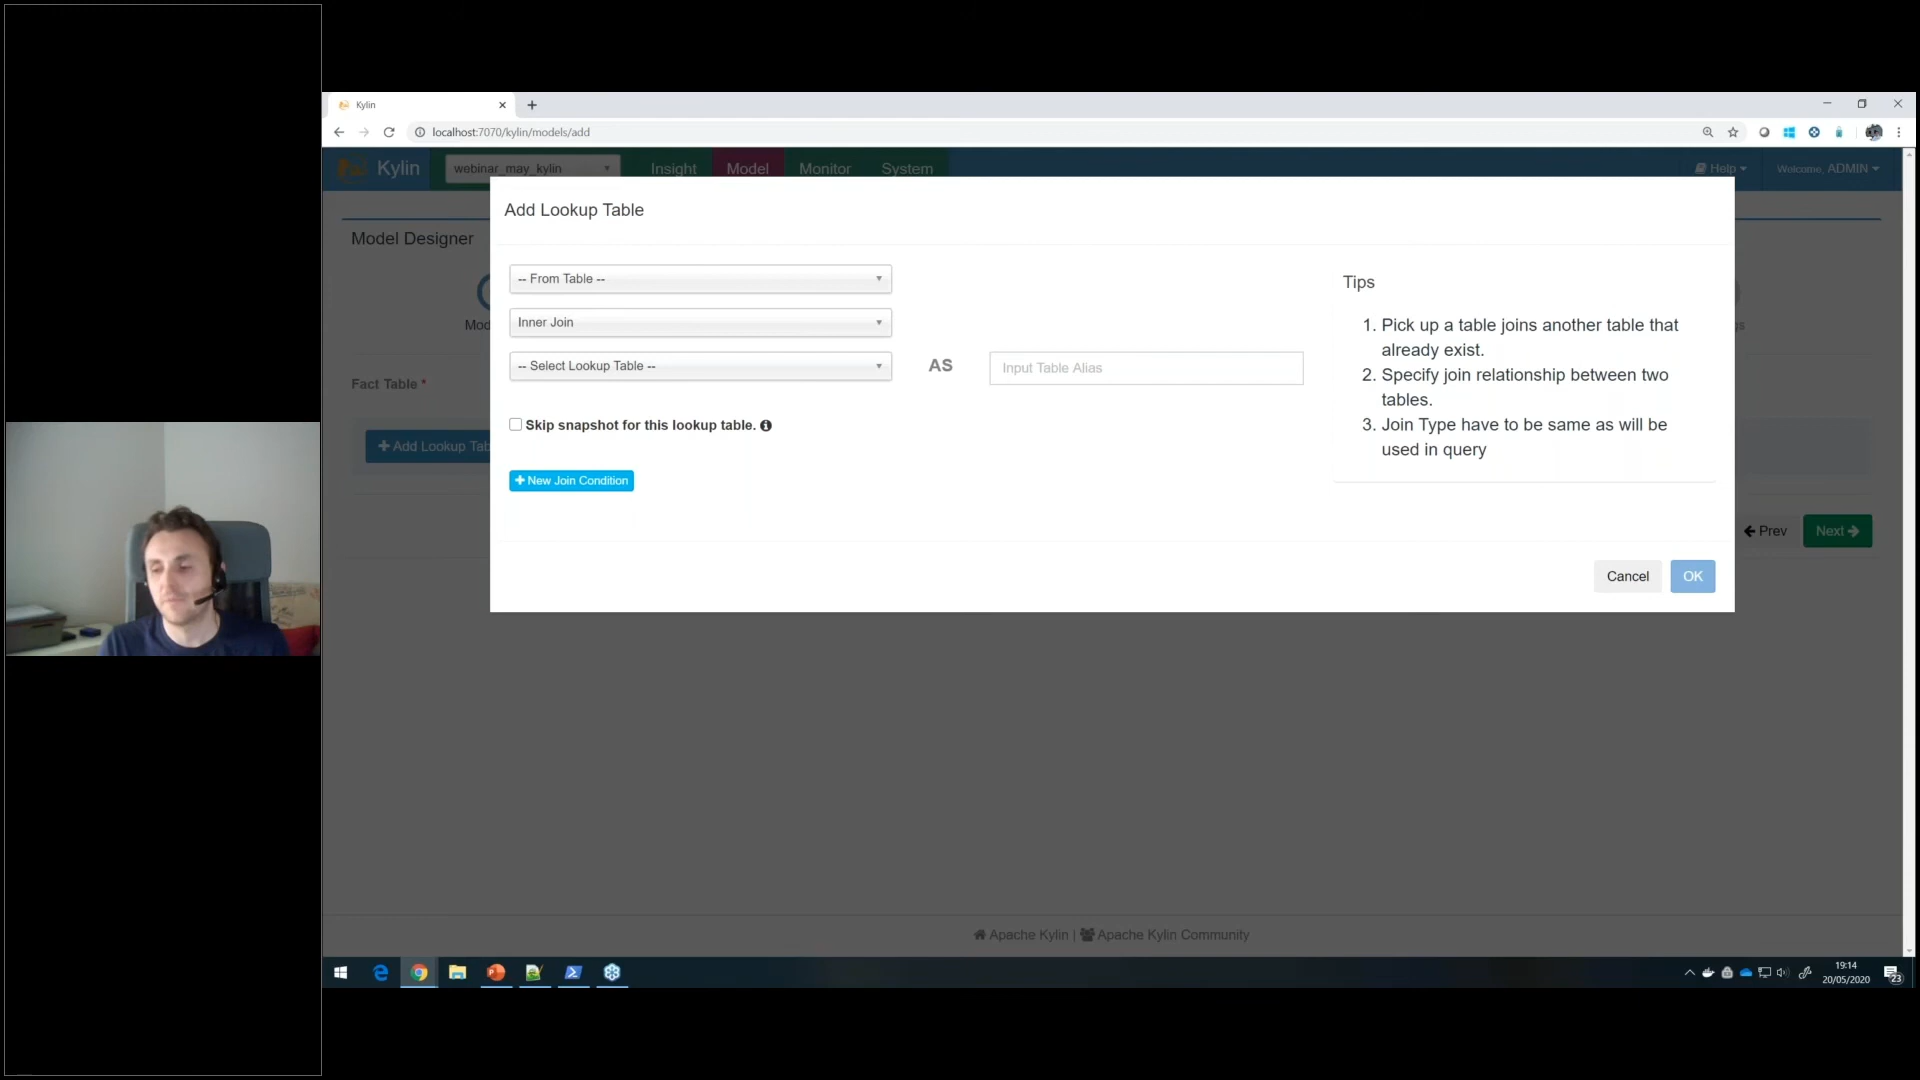 Kylin
localhost:7070/kylin/models/add
Kylin
webinar_may_kylin
Insight
Model
Monitor
System
Help
Welcome, ADMIN
Add Lookup Table
Model Designer
-- From Table --
Tips
Inner Join
1. Pick up a table joins another table that
already exist.
-- Select Lookup Table --
AS
Input Table Alias
2. Specify join relationship between two
tables.
3. Join Type have to be same as will be
used in query
Fact Table *
Skip snapshot for this lookup table.
Add Lookup Tab
New Join Condition
Prev
Next
Cancel
OK
Apache Kylin | Apache Kylin Community
19:14
20/05/2020
23